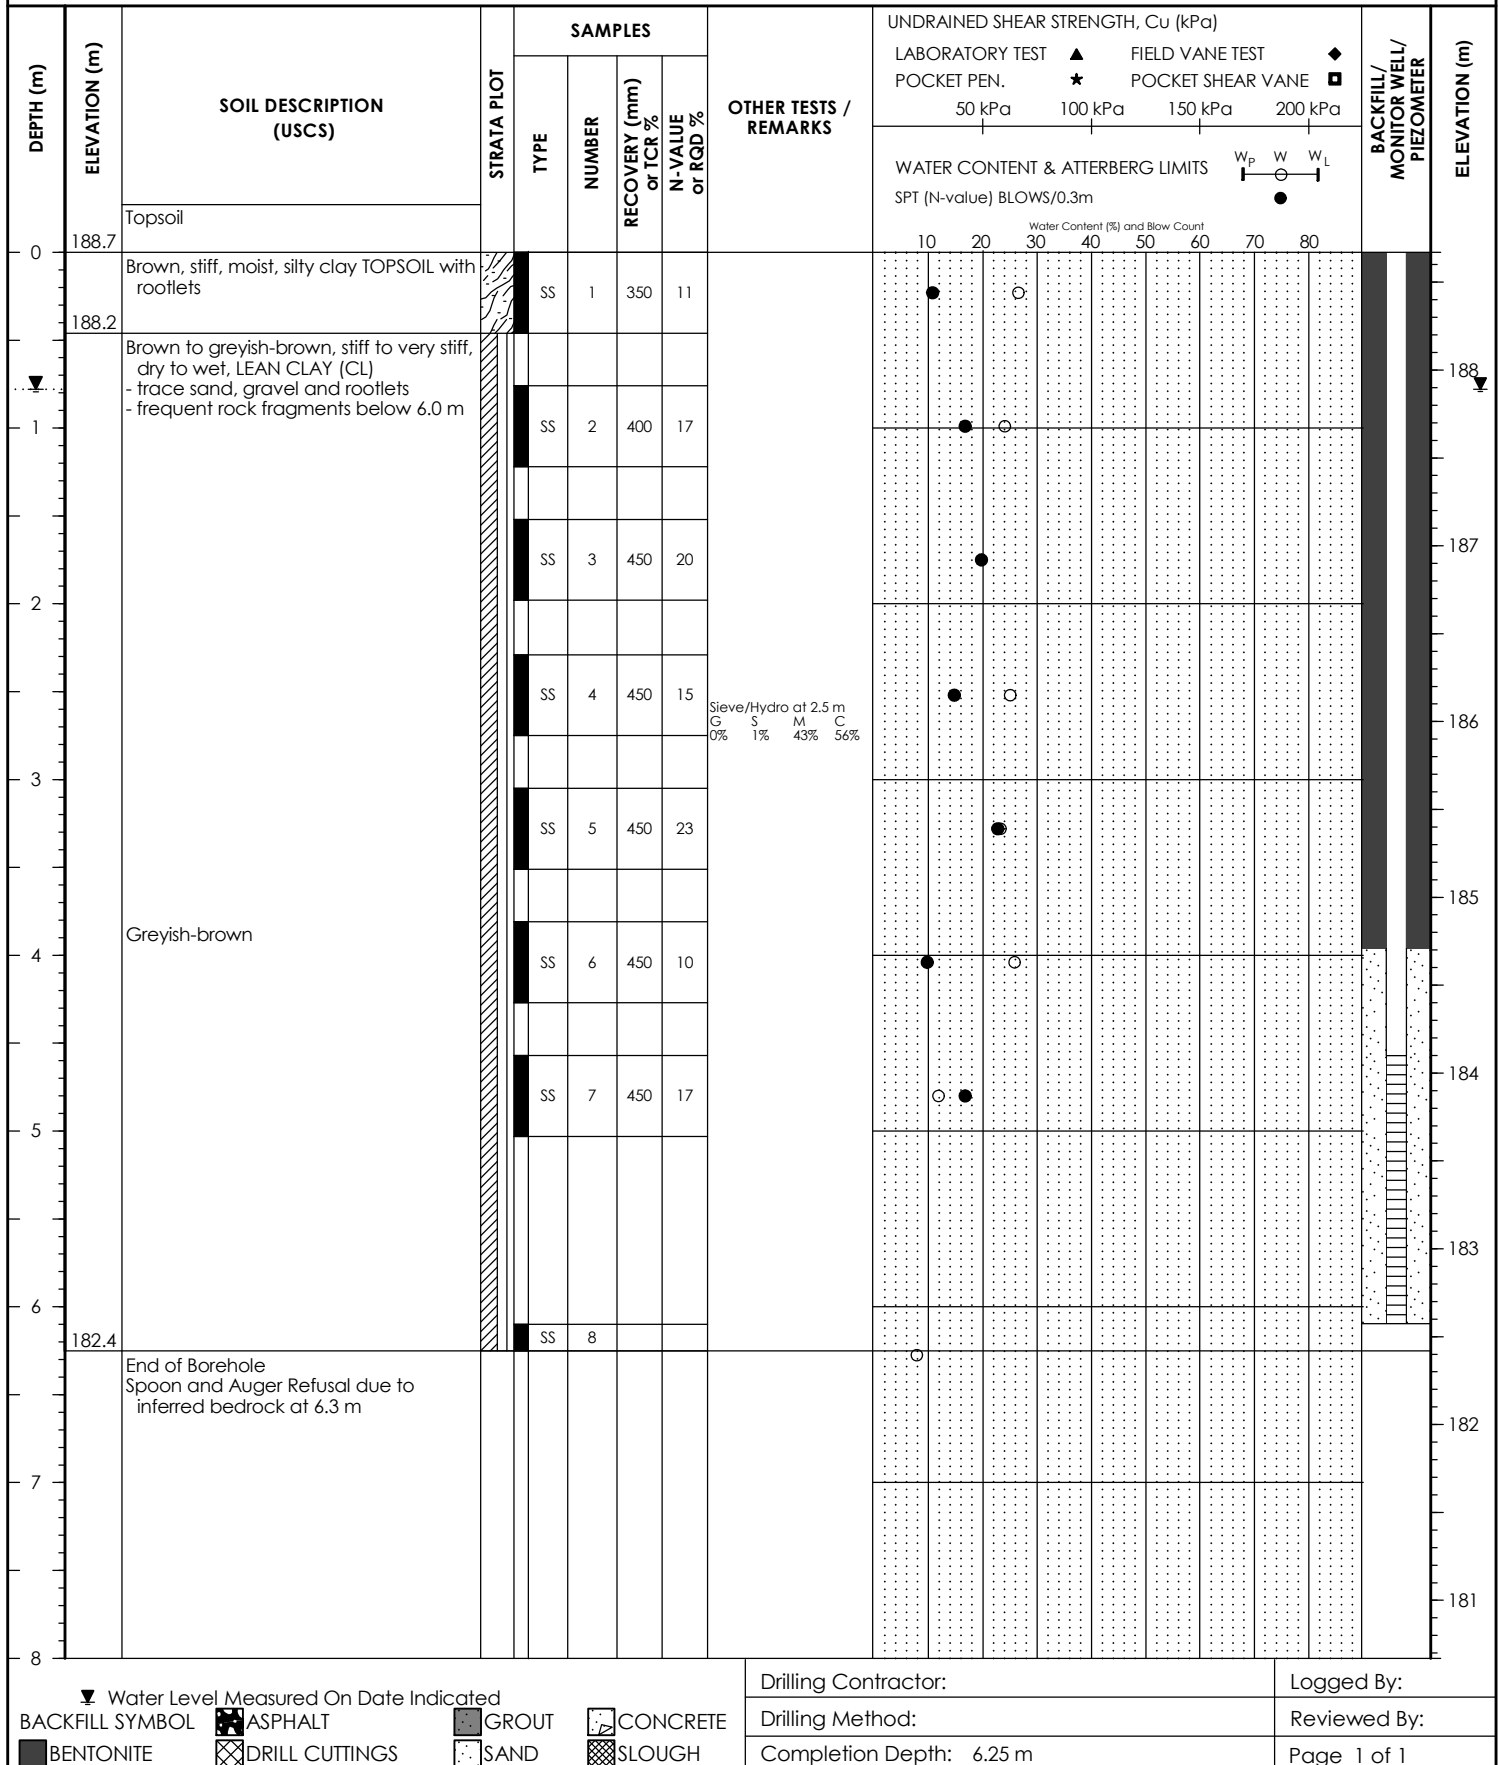 DEPTH (m)
ELEVATION (m)
SOIL DESCRIPTION
(USCS)
STRATA PLOT
SAMPLES
TYPE
NUMBER
RECOVERY (mm)
or TCR %
N-VALUE
or RQD %
OTHER TESTS /
REMARKS
UNDRAINED SHEAR STRENGTH, Cu (kPa)
LABORATORY TEST
FIELD VANE TEST
POCKET PEN.
POCKET SHEAR VANE
50 kPa 100 kPa 150 kPa 200 kPa
WATER CONTENT & ATTERBERG LIMITS
WP W WL
SPT (N-value) BLOWS/0.3m
Water Content (%) and Blow Count
10 20 30 40 50 60 70 80
BACKFILL/
MONITOR WELL/
PIEZOMETER
ELEVATION (m)
Topsoil
0
188.7
Brown, stiff, moist, silty clay TOPSOIL with
rootlets
SS 1 350 11
188.2
Brown to greyish-brown, stiff to very stiff,
dry to wet, LEAN CLAY (CL)
- trace sand, gravel and rootlets
- frequent rock fragments below 6.0 m
188
1
SS 2 400 17
SS 3 450 20
187
2
SS 4 450 15
Sieve/Hydro at 2.5 m
G S M C
0% 1% 43% 56%
186
3
SS 5 450 23
185
Greyish-brown
4
SS 6 450 10
184
SS 7 450 17
5
183
6
182.4
SS 8
End of Borehole
Spoon and Auger Refusal due to
inferred bedrock at 6.3 m
182
7
181
8
Water Level Measured On Date Indicated
BACKFILL SYMBOL ASPHALT GROUT CONCRETE
BENTONITE DRILL CUTTINGS SAND SLOUGH
Drilling Contractor:
Logged By:
Drilling Method:
Reviewed By:
Completion Depth: 6.25 m
Page 1 of 1